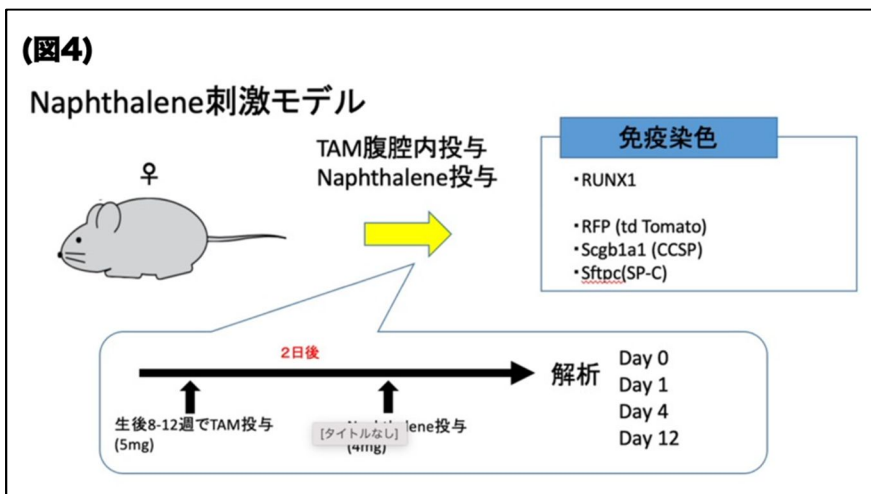 (図4)
Naphthalene刺激モデル
♀
TAM腹腔内投与
Naphthalene投与
免疫染色
・RUNX1
・RFP (td Tomato)
・Scgb1a1 (CCSP)
・Sftpc(SP-C)
2日後
生後8-12週でTAM投与
(5mg)
投与
[タイトルなし]
(4mg)
解析
Day 0
Day 1
Day 4
Day 12